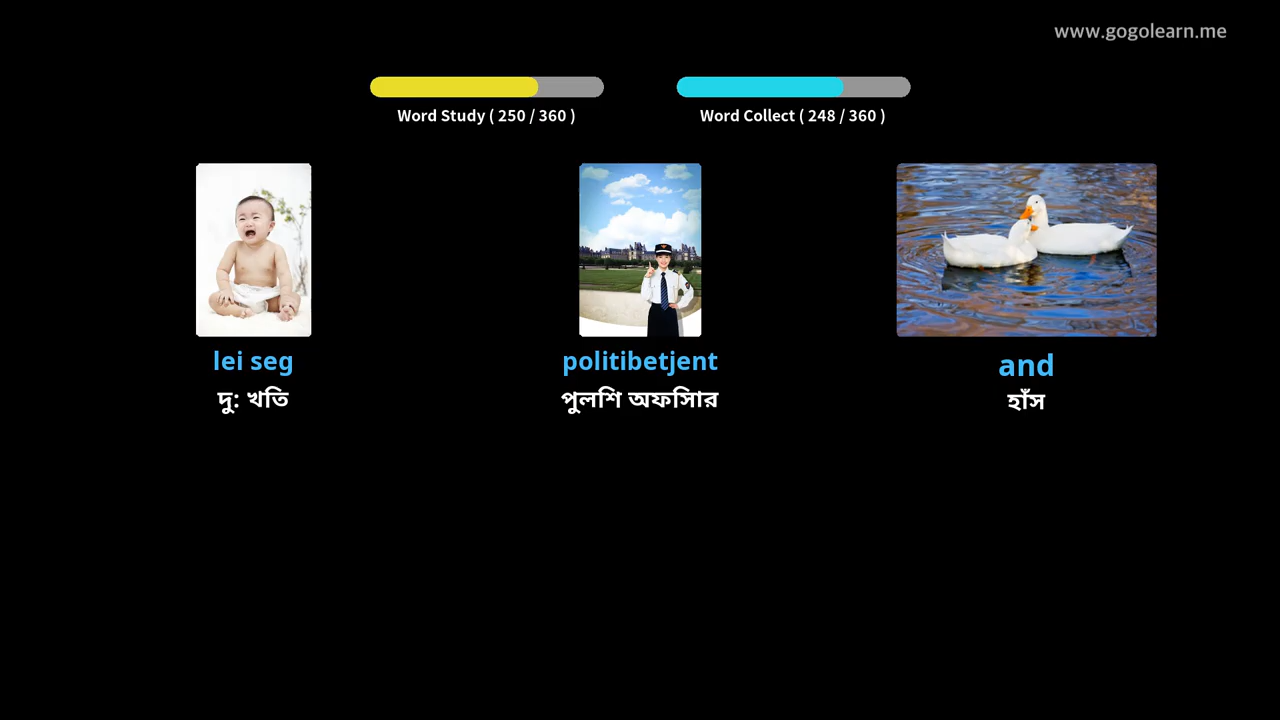 www.gogolearn.me
Word Study ( 250 / 360 )
Word Collect ( 248 / 360 )
lei seg
দু: খতি
politibetjent
পুলশি অফসিার
and
হাঁস